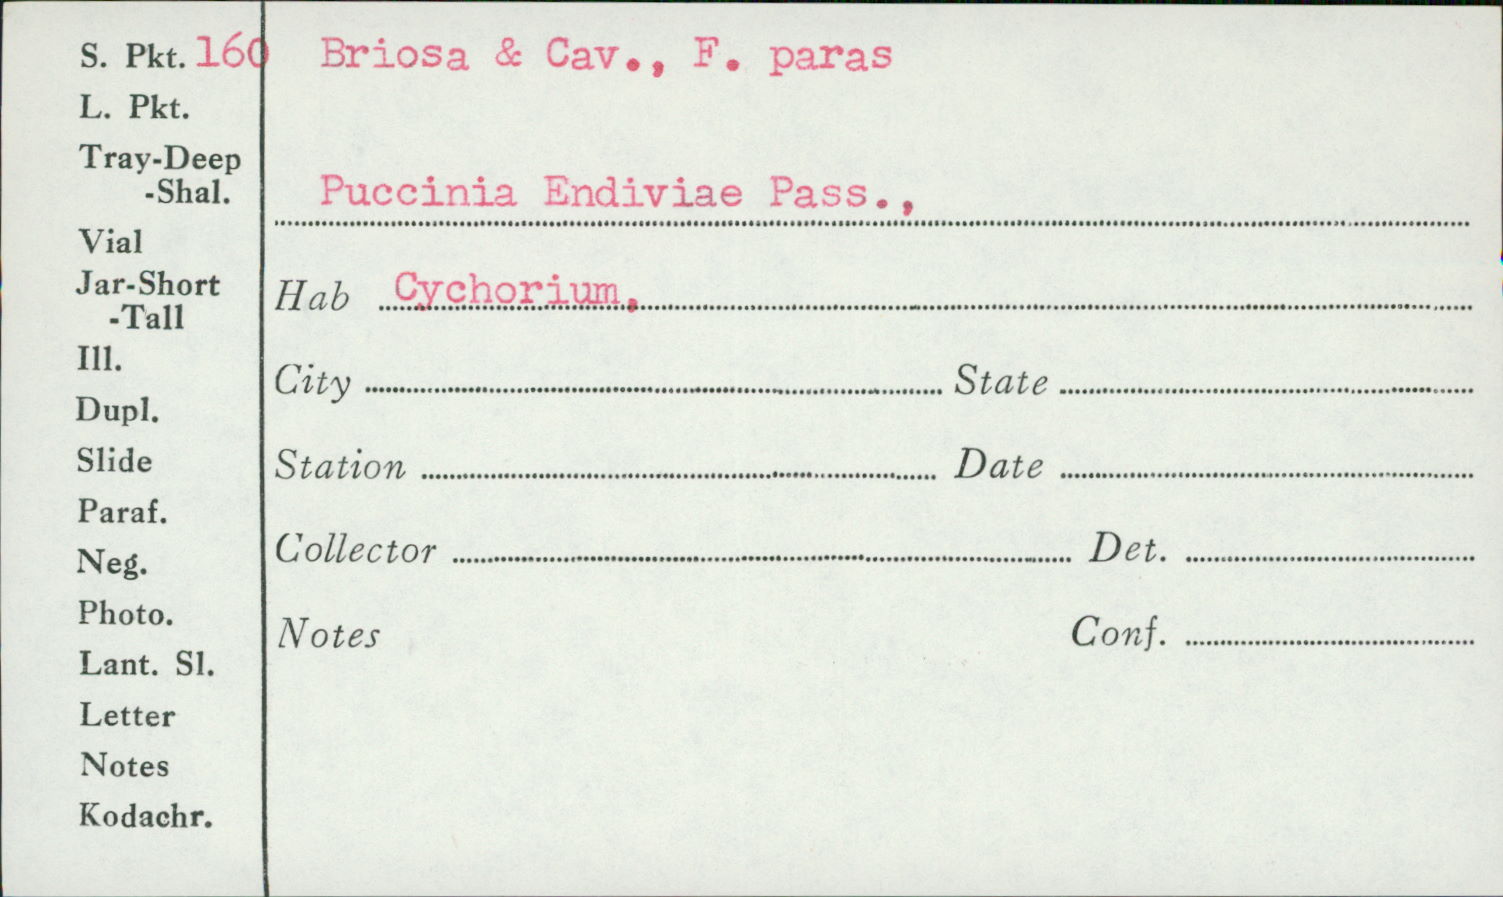 S. Pkt. 160 Briosa & Cav., F. paras
L. Pkt.
Tray-Deep
-Shal.
Puccinia Endiviae Pass.,
Vial
Jar-Short
-Tall
Hab Cychorium,
Ill.
City State
Dupl.
Slide
Station Date
Paraf.
Neg.
Collector Det.
Photo.
Notes Conf.
Lant. Sl.
Letter
Notes
Kodachr.